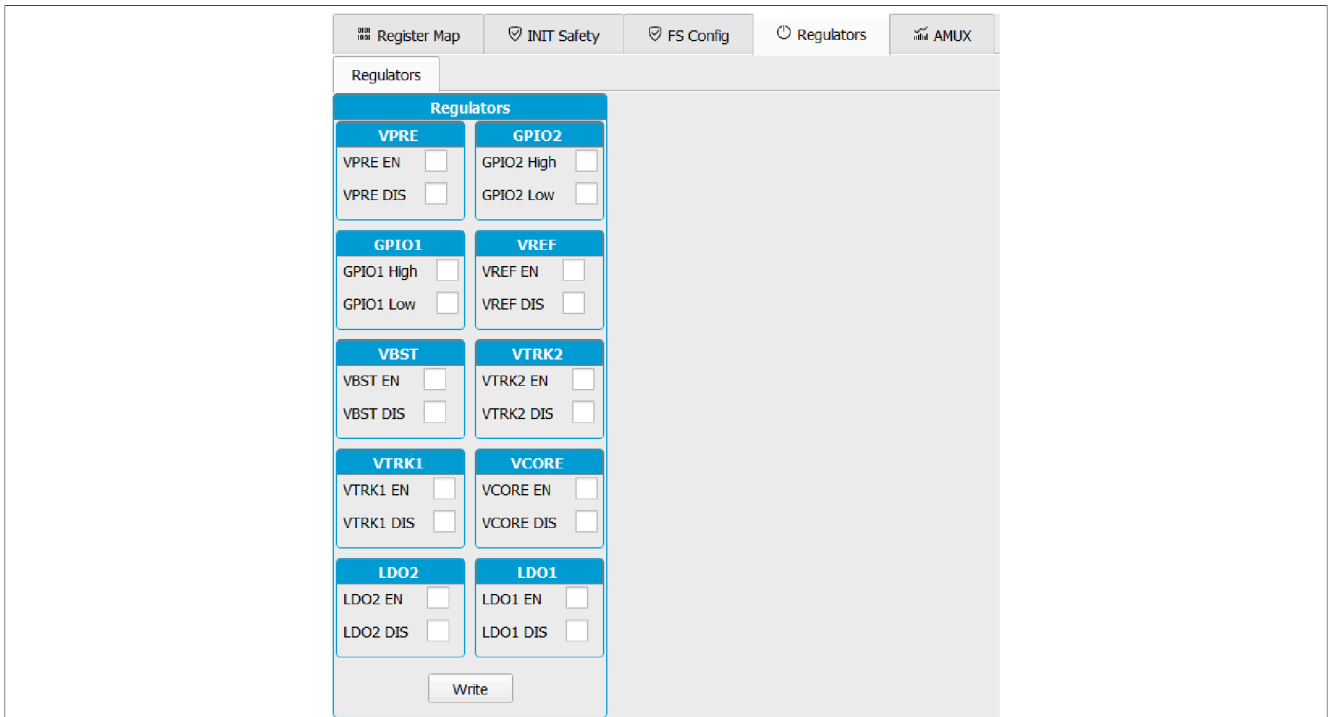 Register Map INIT Safety FS Config Regulators AMUX
Regulators
Regulators
VPRE GPIO2
VPRE EN GPIO2 High
VPRE DIS GPIO2 Low
GPIO1 VREF
GPIO1 High VREF EN
GPIO1 Low VREF DIS
VBST VTRK2
VBST EN VTRK2 EN
VBST DIS VTRK2 DIS
VTRK1 VCORE
VTRK1 EN VCORE EN
VTRK1 DIS VCORE DIS
LDO2 LDO1
LDO2 EN LDO1 EN
LDO2 DIS LDO1 DIS
Write